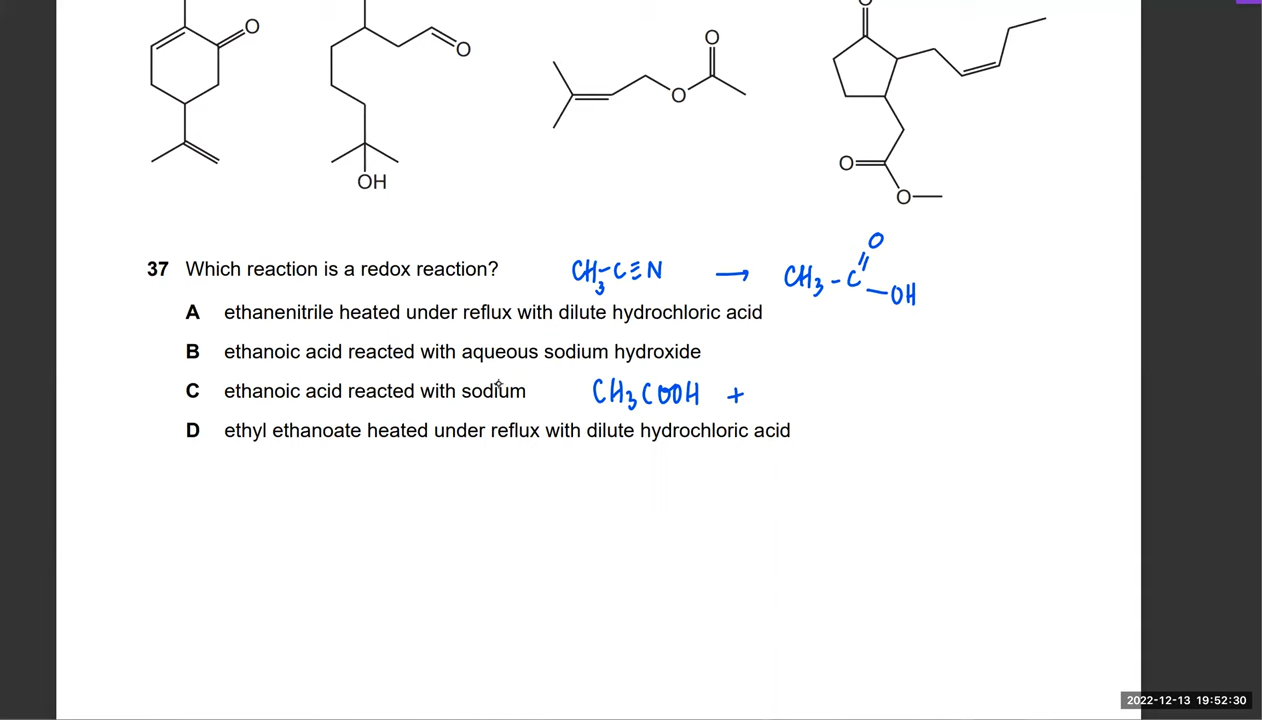 O
O
O
O
O
OH
O
O
37 Which reaction is a redox reaction? CH3-C≡N → CH3-C
O
OH
A ethanenitrile heated under reflux with dilute hydrochloric acid
B ethanoic acid reacted with aqueous sodium hydroxide
C ethanoic acid reacted with sodium CH3COOH +
D ethyl ethanoate heated under reflux with dilute hydrochloric acid
2022-12-13 19:52:30